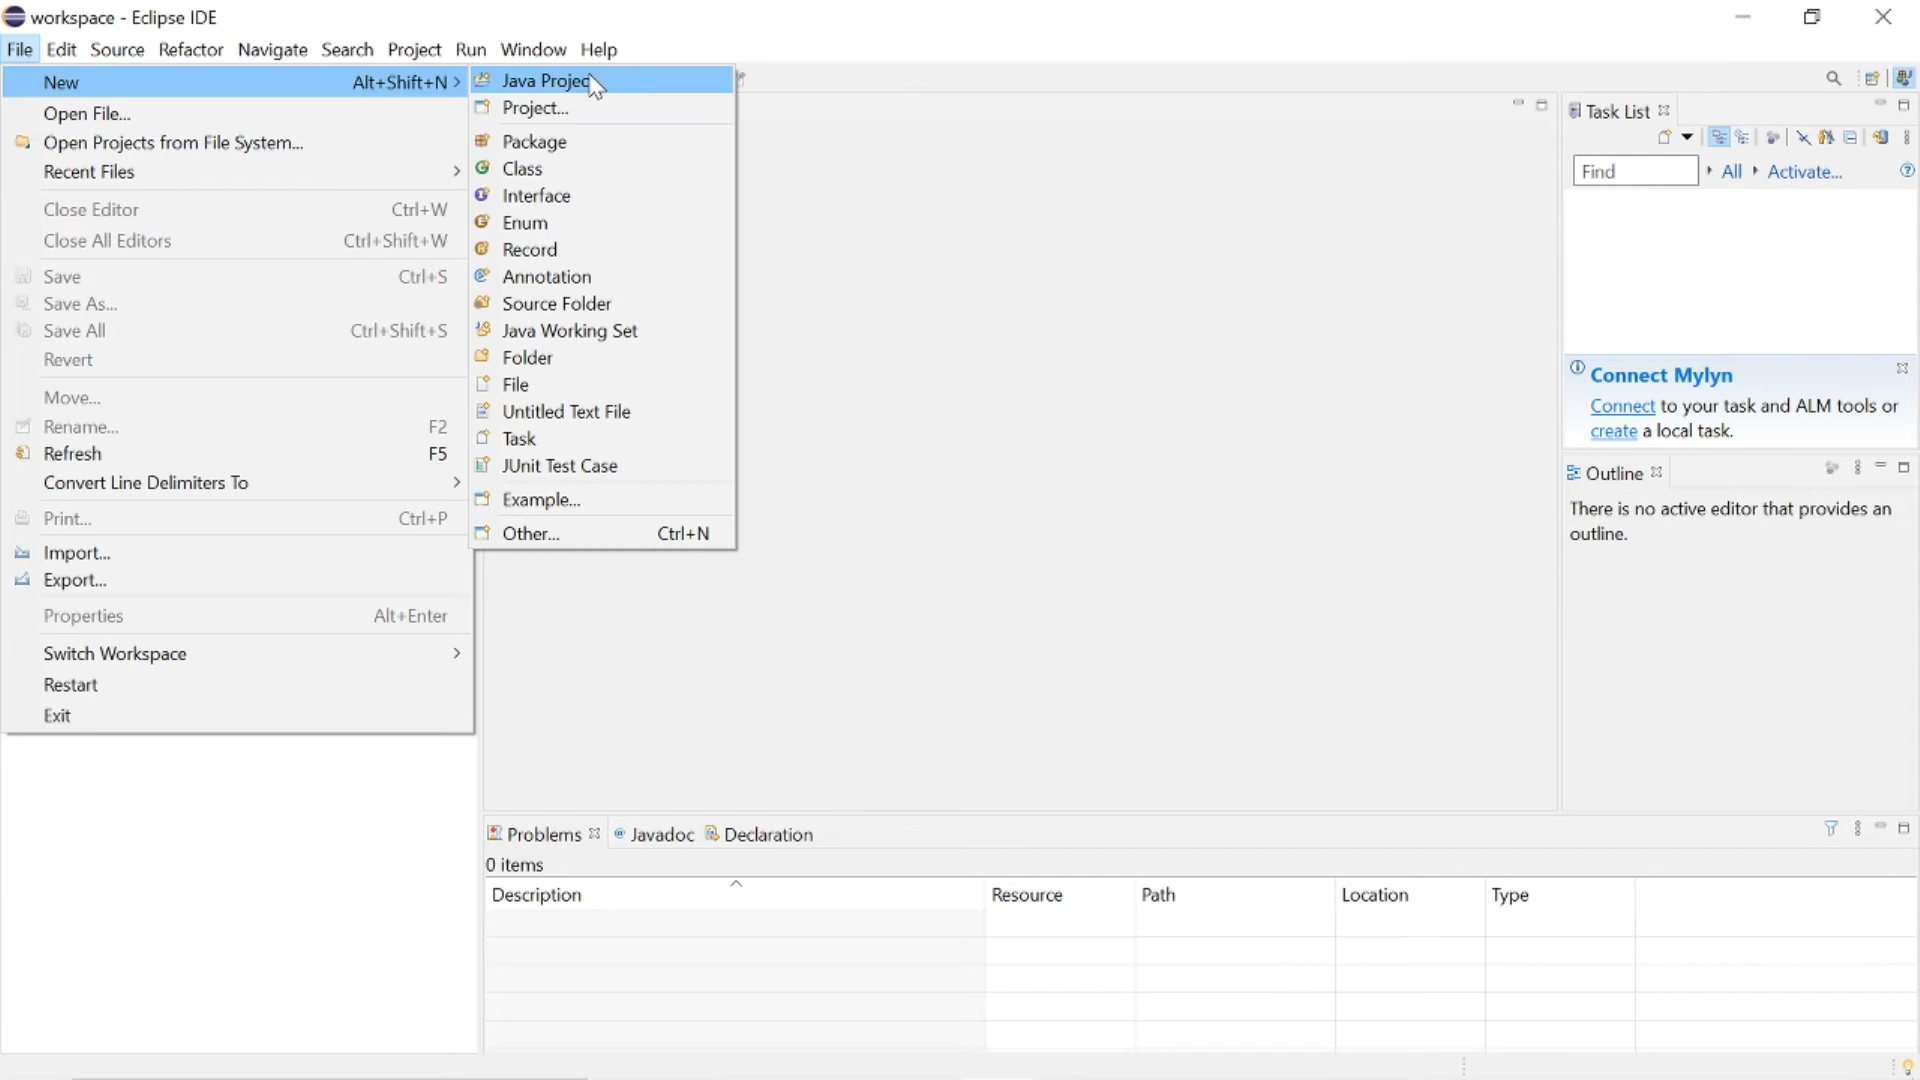 workspace - Eclipse IDE
File Edit Source Refactor Navigate Search Project Run Window Help
New Alt+Shift+N
Open File...
Open Projects from File System...
Recent Files
Close Editor Ctrl+W
Close All Editors Ctrl+Shift+W
Save Ctrl+S
Save As...
Save All Ctrl+Shift+S
Revert
Move...
Rename... F2
Refresh F5
Convert Line Delimiters To
Print... Ctrl+P
Import...
Export...
Properties Alt+Enter
Switch Workspace
Restart
Exit
Java Project
Project...
Package
Class
Interface
Enum
Record
Annotation
Source Folder
Java Working Set
Folder
File
Untitled Text File
Task
JUnit Test Case
Example...
Other... Ctrl+N
Task List
Find All Activate...
Connect Mylyn
Connect to your task and ALM tools or
create a local task.
Outline
There is no active editor that provides an
outline.
Problems Javadoc Declaration
0 items
Description Resource Path Location Type